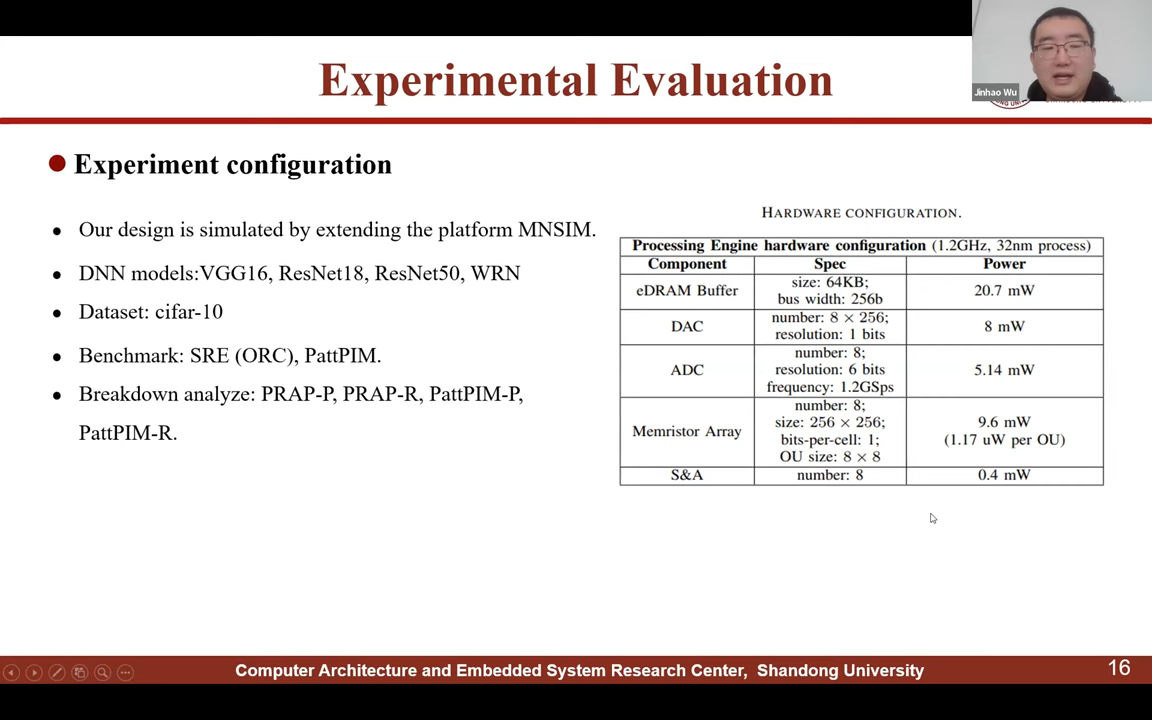 Experimental Evaluation
Jinhao Wu
Experiment configuration
Our design is simulated by extending the platform MNSIM.
DNN models:VGG16, ResNet18, ResNet50, WRN
Dataset: cifar-10
Benchmark: SRE (ORC), PattPIM.
Breakdown analyze: PRAP-P, PRAP-R, PattPIM-P,
PattPIM-R.
HARDWARE CONFIGURATION.
Processing Engine hardware configuration (1.2GHz, 32nm process)
Component Spec Power
eDRAM Buffer size: 64KB; 20.7 mW
bus width: 256b
DAC number: 8 × 256; 8 mW
resolution: 1 bits
ADC number: 8; 5.14 mW
resolution: 6 bits
frequency: 1.2GSps
Memristor Array number: 8; 9.6 mW
size: 256 × 256; (1.17 uW per OU)
bits-per-cell: 1;
OU size: 8 × 8
S&A number: 8 0.4 mW
Computer Architecture and Embedded System Research Center, Shandong University
16